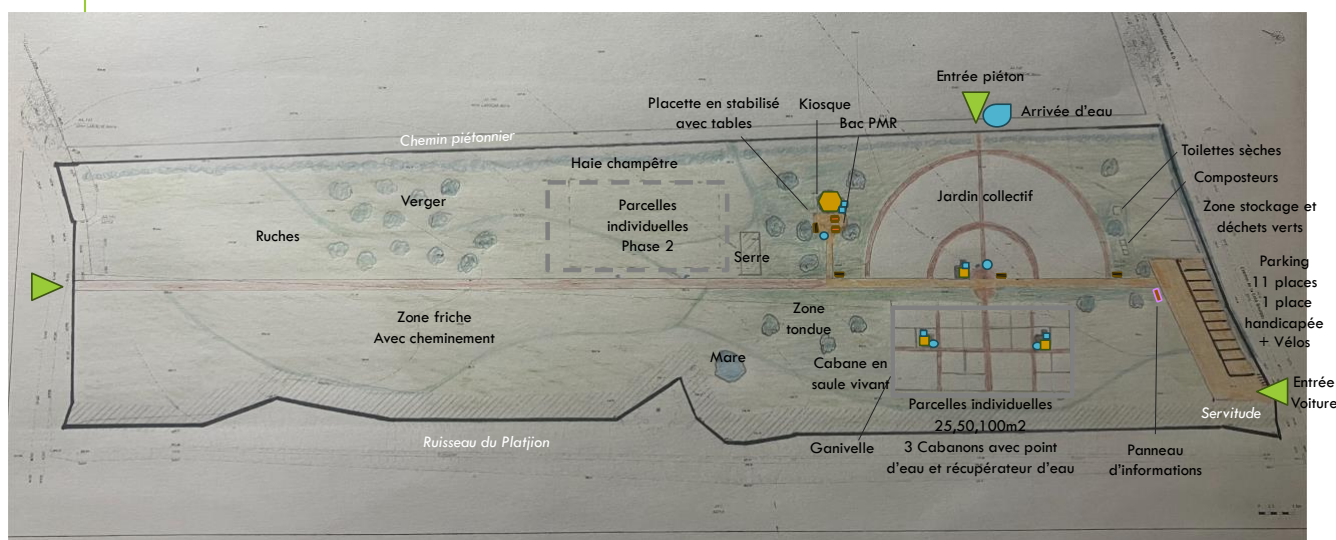 Entrée piéton
Arrivée d'eau
Placette en stabilisé
avec tables
Kiosque
Bac PMR
Chemin piétonnier
Haie champêtre
Toilettes sèches
Composteurs
Zone stockage et
déchets verts
Verger
Parcelles
individuelles
Phase 2
Jardin collectif
Ruches
Serre
Parking
11 places
1 place
handicapée
+ Vélos
Zone friche
Avec cheminement
Zone
tondue
Mare
Cabane en
saule vivant
Entrée
Voiture
Servitude
Parcelles individuelles
25,50,100m2
3 Cabanons avec point
d'eau et récupérateur d'eau
Ganivelle
Panneau
d'informations
Ruisseau du Platjion